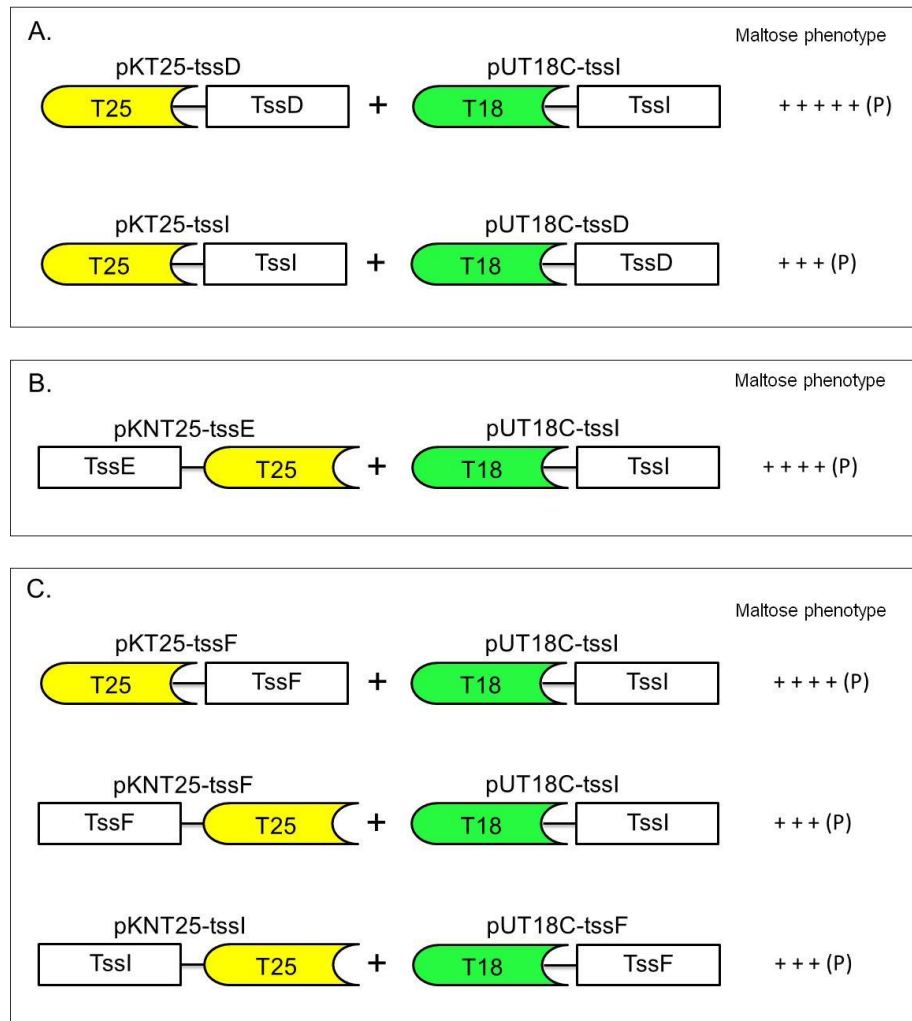 A.
Maltose phenotype
pKT25-tssD pUT18C-tssI
T25 TssD + T18 TssI + + + + + (P)
pKT25-tssI pUT18C-tssD
T25 TssI + T18 TssD + + + (P)
B.
Maltose phenotype
pKNT25-tssE pUT18C-tssI
TssE T25 + T18 TssI + + + + (P)
C.
Maltose phenotype
pKT25-tssF pUT18C-tssI
T25 TssF + T18 TssI + + + + (P)
pKNT25-tssF pUT18C-tssI
TssF T25 + T18 TssI + + + (P)
pKNT25-tssI pUT18C-tssF
TssI T25 + T18 TssF + + + (P)